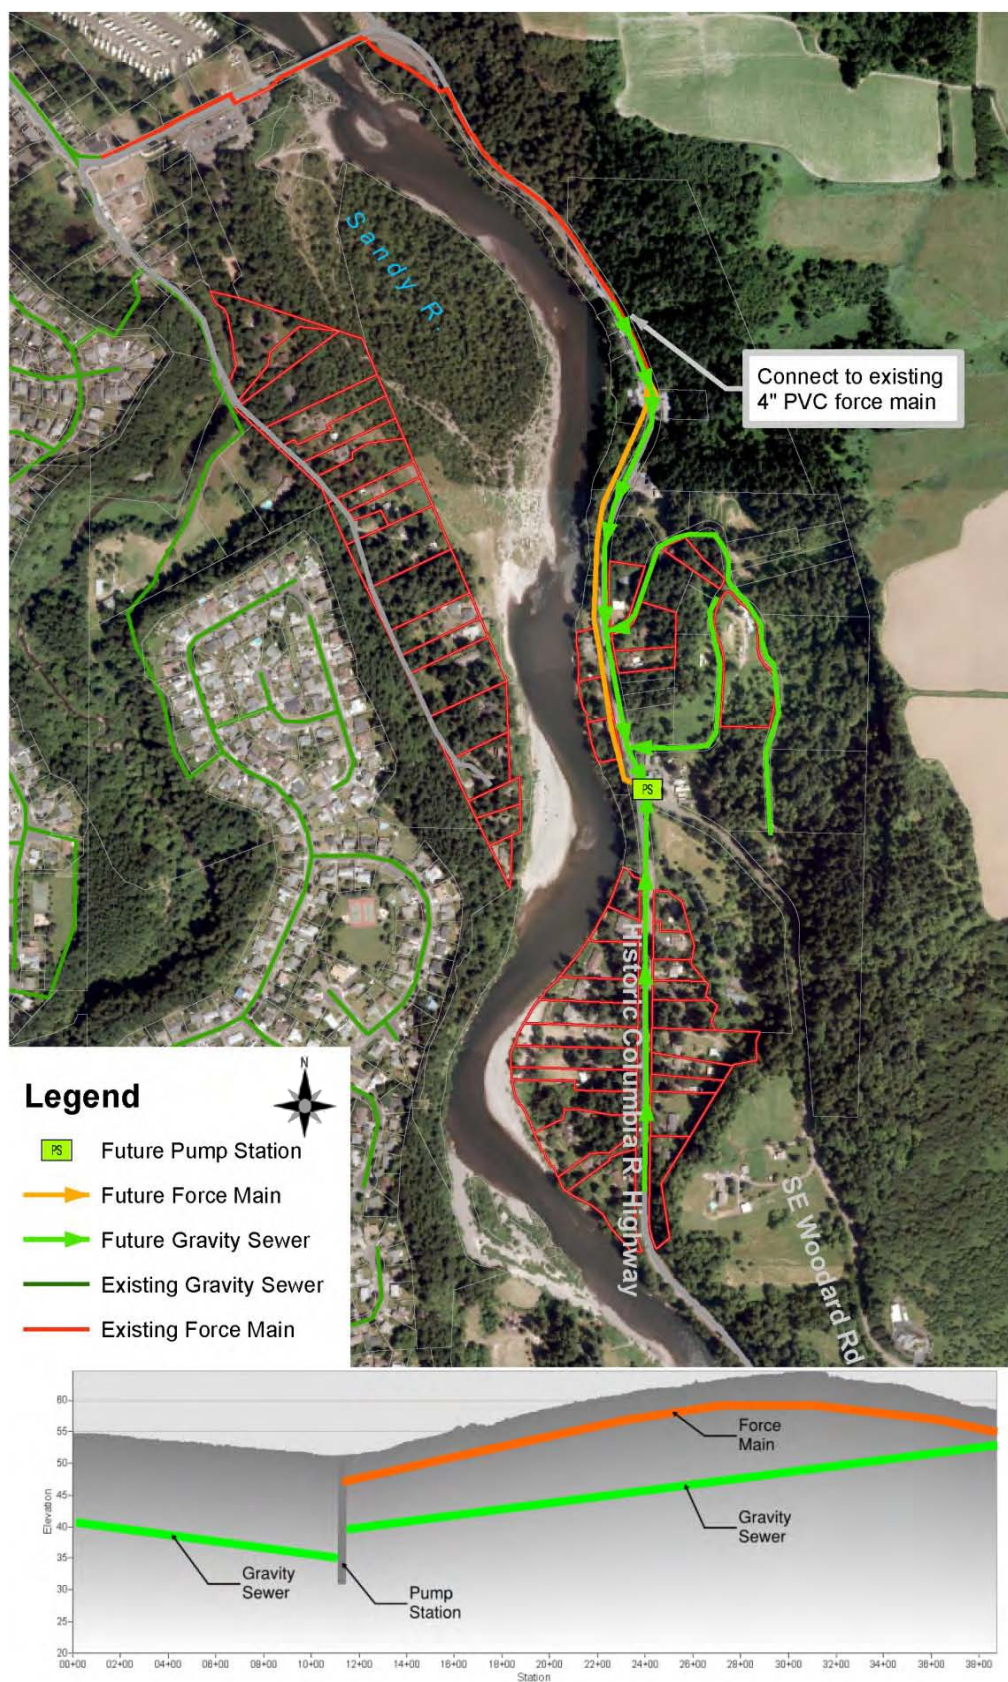 Sandy R.
Connect to existing
4" PVC force main
PS
Historic Columbia R. Highway
SE Woodard Rd
Legend
N
PS Future Pump Station
Future Force Main
Future Gravity Sewer
Existing Gravity Sewer
Existing Force Main
Elevation
60
55
50
45
40
35
30
25
20
Force
Main
Gravity
Sewer
Gravity
Sewer
Pump
Station
00+00 02+00 04+00 06+00 08+00 10+00 12+00 14+00 16+00 18+00 20+00 22+00 24+00 26+00 28+00 30+00 32+00 34+00 36+00 38+00
Station